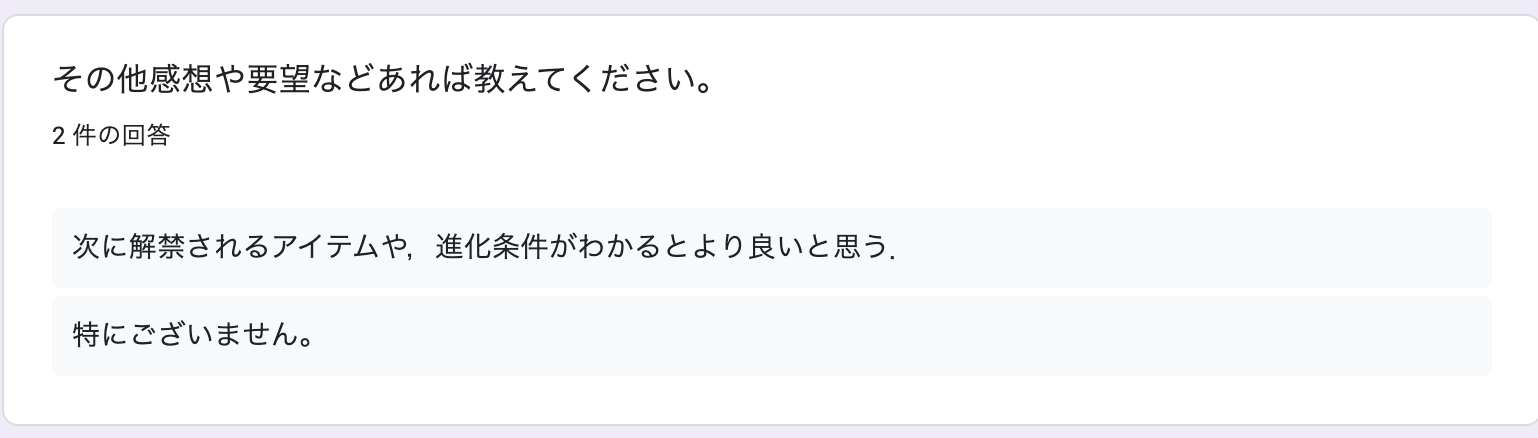 その他感想や要望などあれば教えてください。
2 件の回答
次に解禁されるアイテムや，進化条件がわかるとより良いと思う．
特にございません。